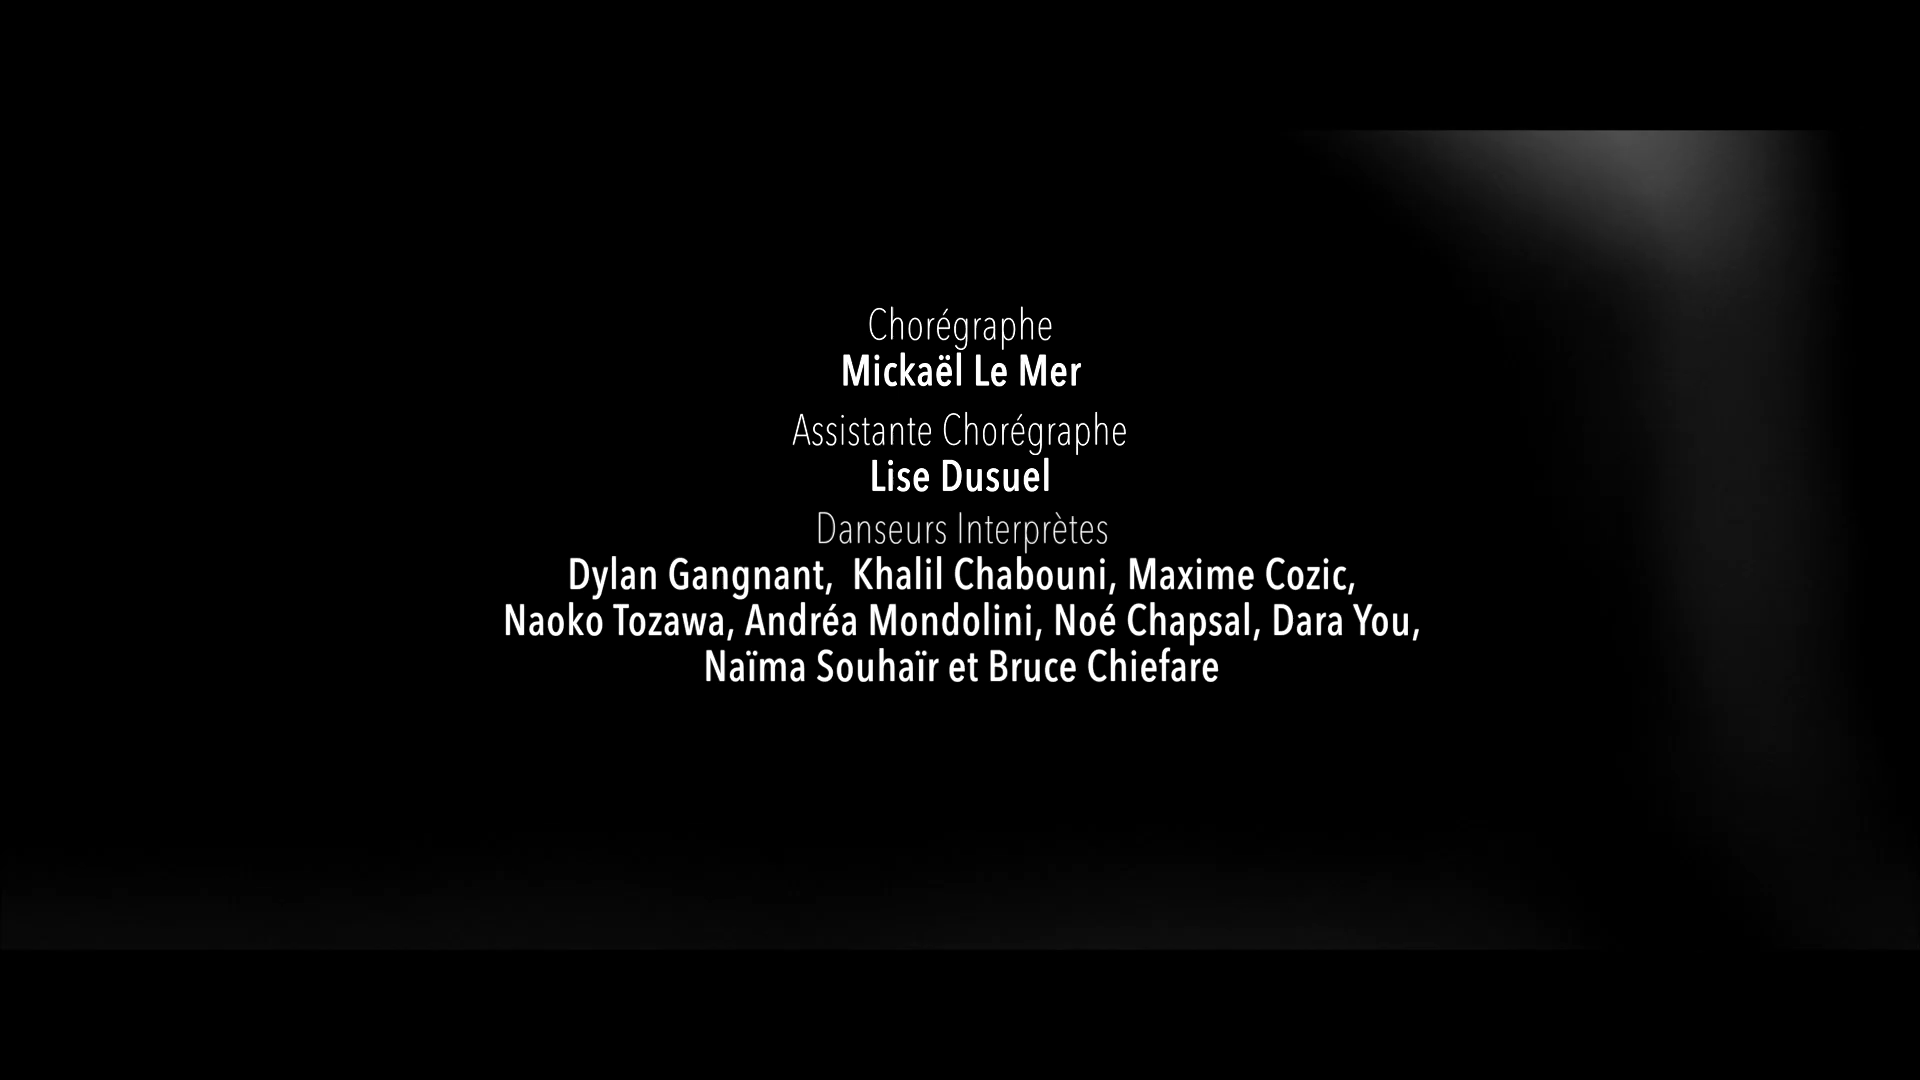 Chorégraphe
Mickaël Le Mer
Assistante Chorégraphe
Lise Dusuel
Danseurs Interprètes
Dylan Gangnant,  Khalil Chabouni, Maxime Cozic,
Naoko Tozawa, Andréa Mondolini, Noé Chapsal, Dara You,
Naïma Souhaïr et Bruce Chiefare